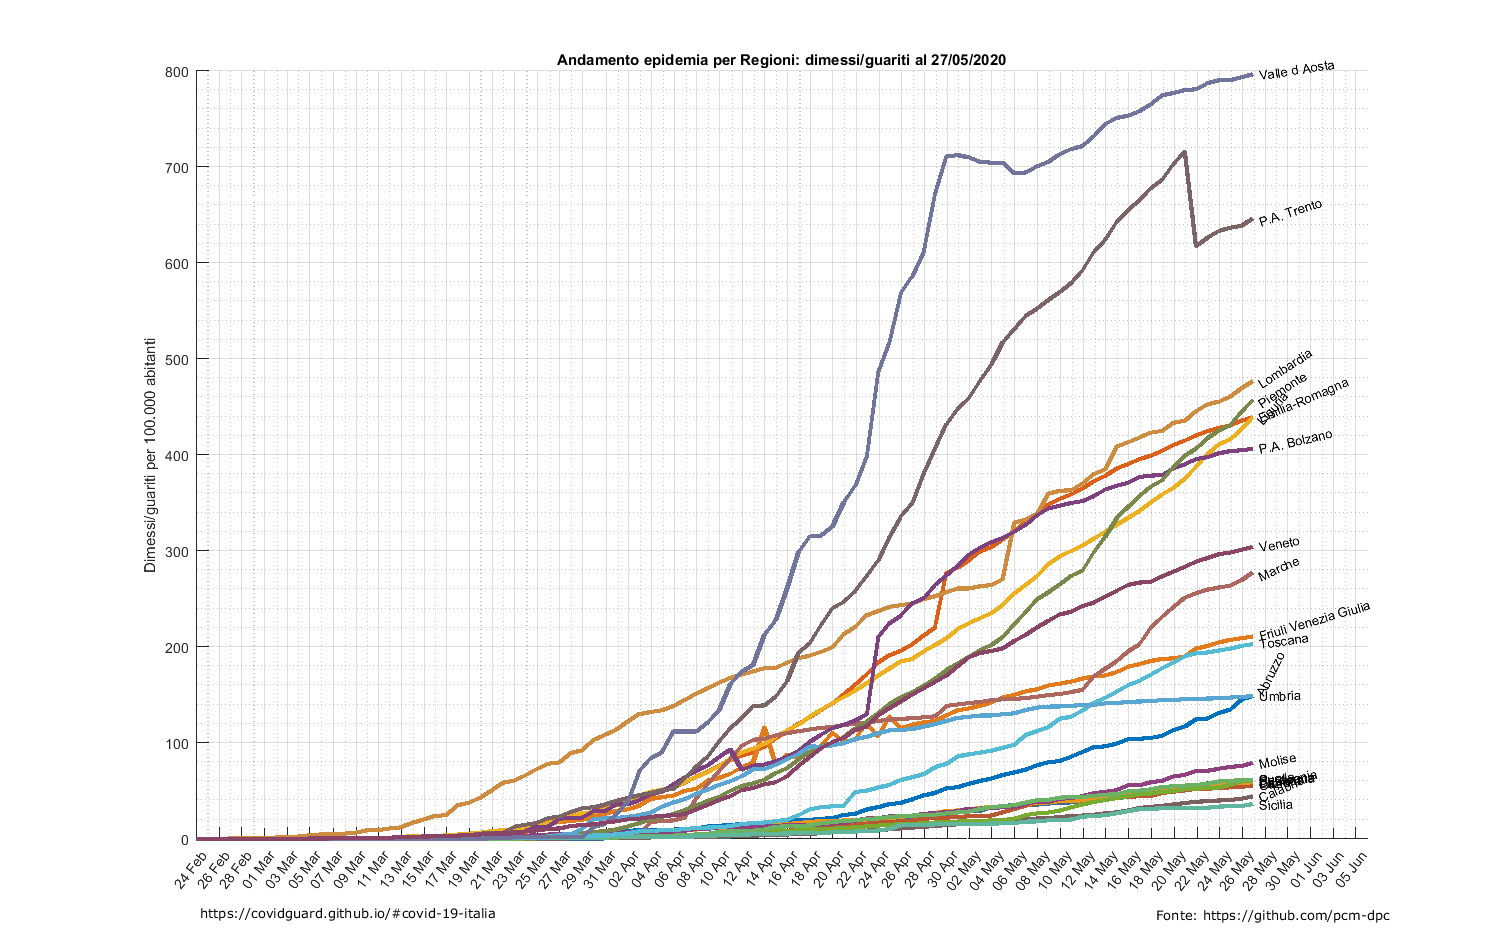 Andamento epidemia per Regioni: dimessi/guariti al 27/05/2020
Dimessi/guariti per 100.000 abitanti
800
700
600
500
400
300
200
100
0
Valle d Aosta
P.A. Trento
Lombardia
Piemonte
Emilia-Romagna
Liguria
P.A. Bolzano
Veneto
Marche
Friuli Venezia Giulia
Toscana
Abruzzo
Umbria
Molise
Calabria
Sicilia
24 Feb
26 Feb
28 Feb
01 Mar
03 Mar
05 Mar
07 Mar
09 Mar
11 Mar
13 Mar
15 Mar
17 Mar
19 Mar
21 Mar
23 Mar
25 Mar
27 Mar
29 Mar
31 Mar
02 Apr
04 Apr
06 Apr
08 Apr
10 Apr
12 Apr
14 Apr
16 Apr
18 Apr
20 Apr
22 Apr
24 Apr
26 Apr
28 Apr
30 Apr
02 May
04 May
06 May
08 May
10 May
12 May
14 May
16 May
18 May
20 May
22 May
24 May
26 May
28 May
30 May
01 Jun
03 Jun
05 Jun
https://covidguard.github.io/#covid-19-italia
Fonte: https://github.com/pcm-dpc